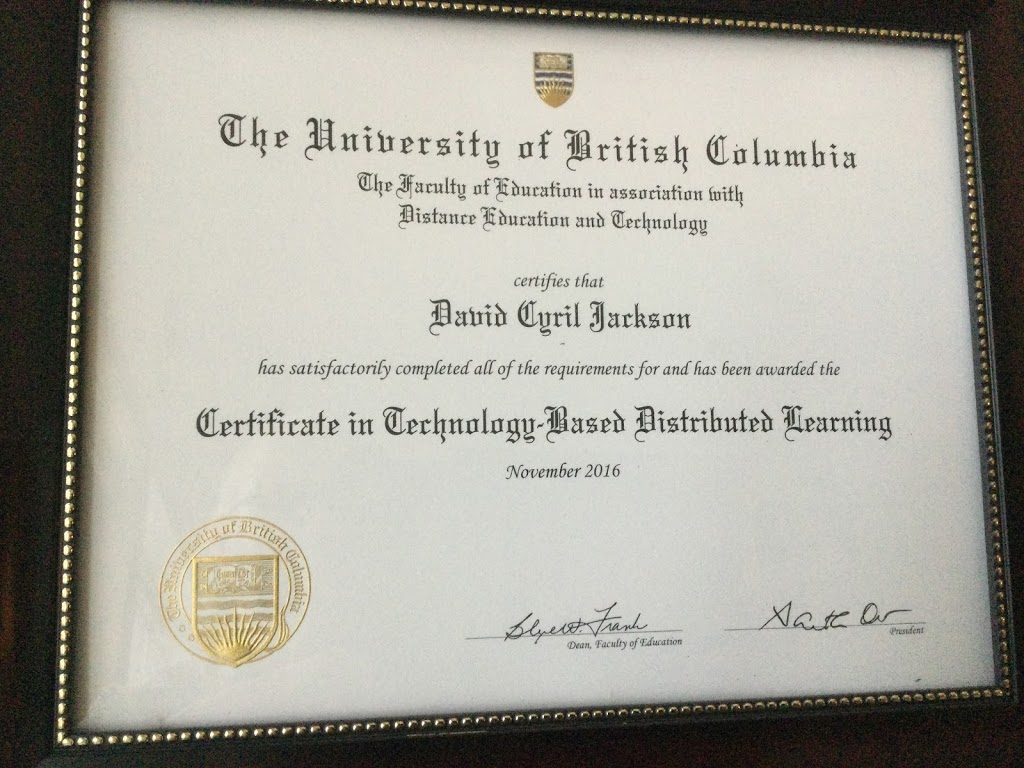 The University of British Columbia
The Faculty of Education in association with
Distance Education and Technology
certifies that
David Cyril Jackson
has satisfactorily completed all of the requirements for and has been awarded the
Certificate in Technology-Based Distributed Learning
November 2016
The University of British Columbia
Dean, Faculty of Education
President